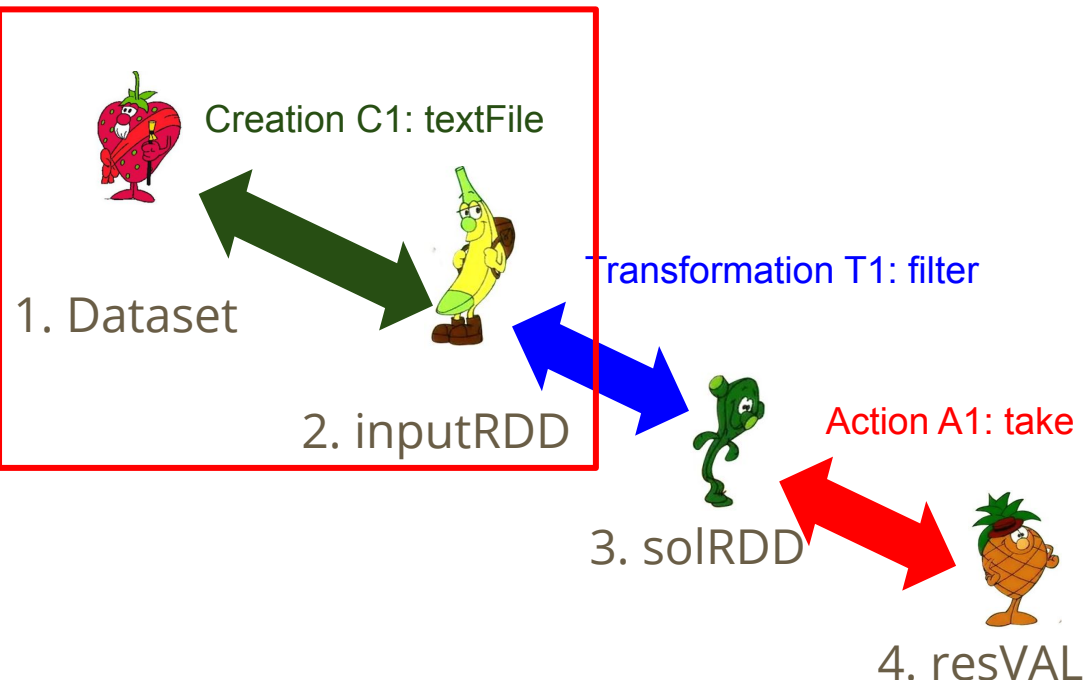 Creation C1: textFile
1. Dataset
2. inputRDD
Transformation T1: filter
3. solRDD
Action A1: take
4. resVAL